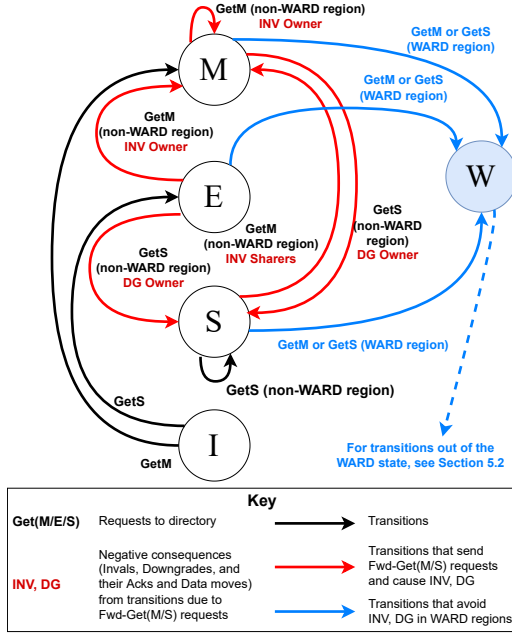 GetM (non-WARD region)
INV Owner
GetM or GetS
(WARD region)
M
GetM or GetS
(WARD region)
GetM
(non-WARD region)
INV Owner
W
E
GetM
(non-WARD region)
INV Sharers
GetS
(non-WARD
region)
DG Owner
GetS
(non-WARD region)
DG Owner
S
GetM or GetS (WARD region)
GetS (non-WARD region)
GetS
I
GetM
For transitions out of the
WARD state, see Section 5.2
Key
Get(M/E/S)
Requests to directory
Transitions
INV, DG
Negative consequences
(Invals, Downgrades, and
their Acks and Data moves)
from transitions due to
Fwd-Get(M/S) requests
Transitions that send
Fwd-Get(M/S) requests
and cause INV, DG
Transitions that avoid
INV, DG in WARD regions